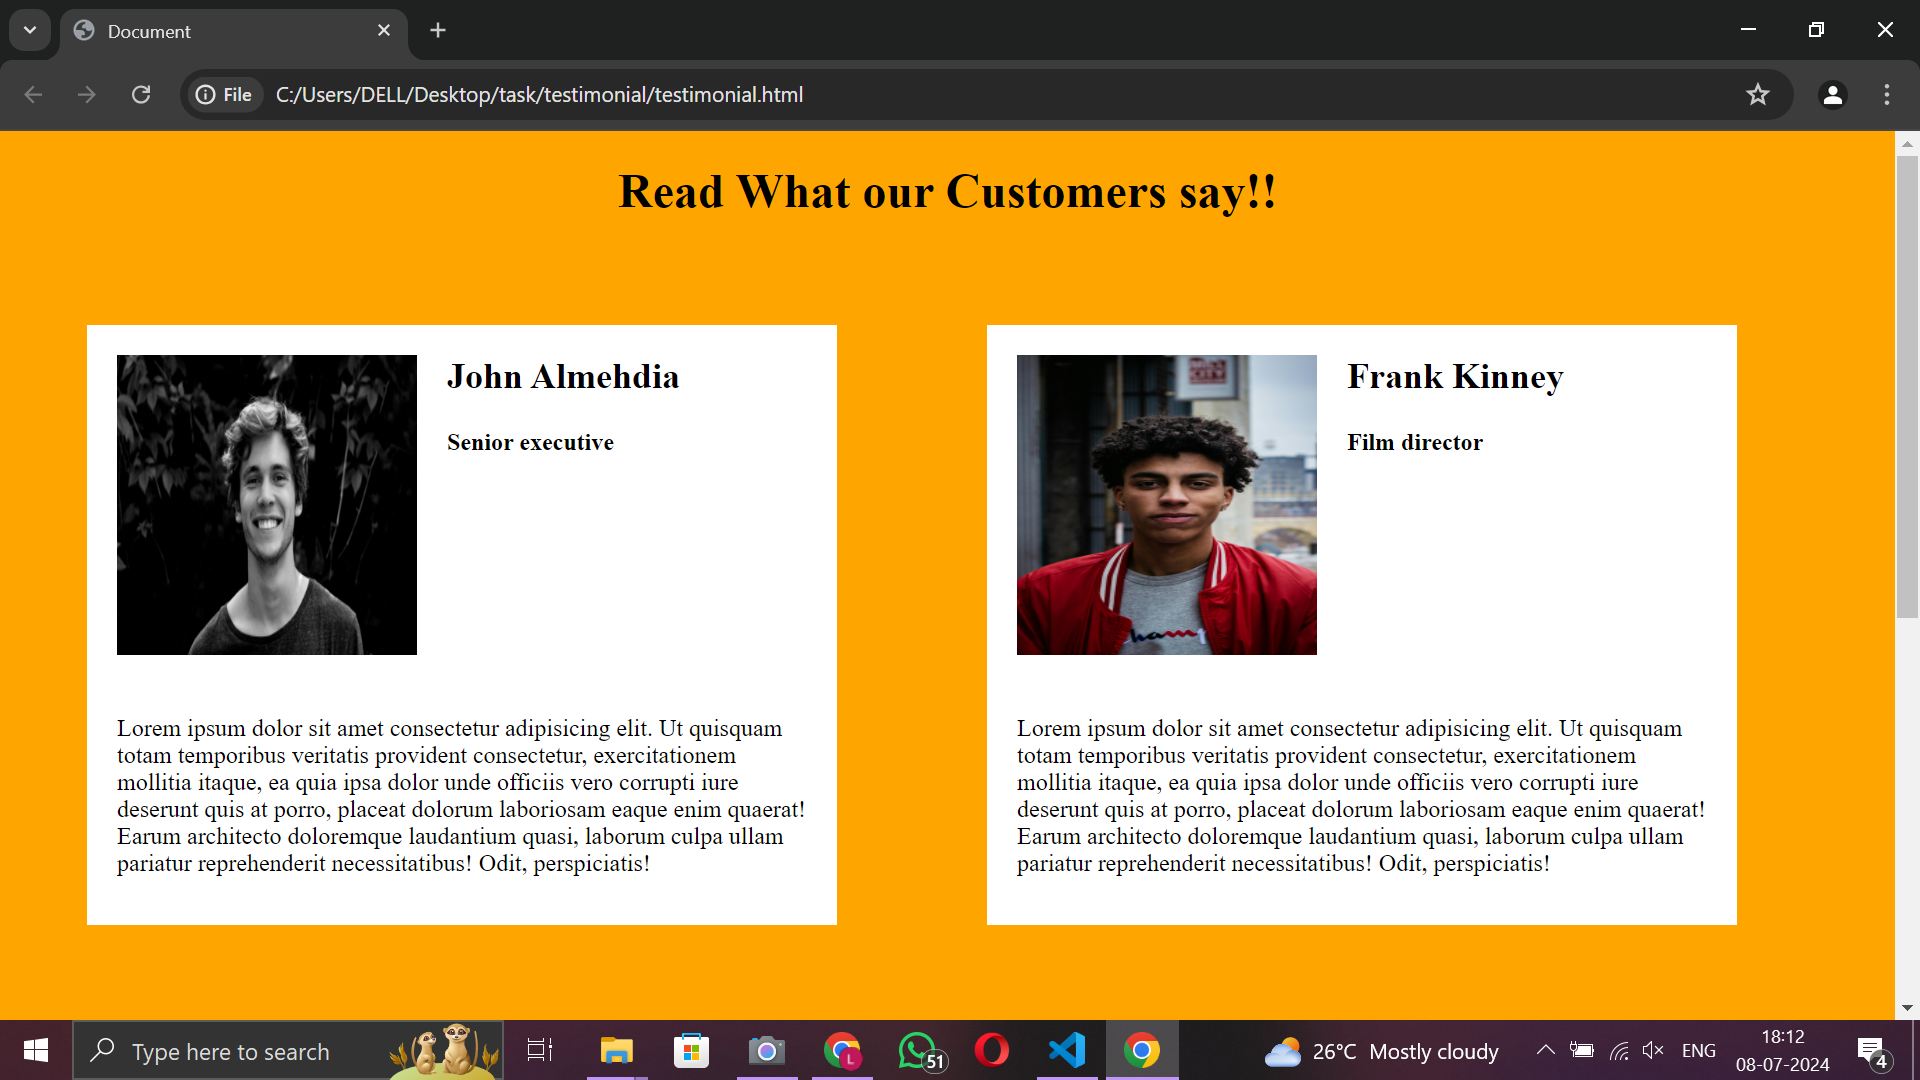 Document
File
C:/Users/DELL/Desktop/task/testimonial/testimonial.html
Read What our Customers say!!
John Almehdia
Senior executive
Lorem ipsum dolor sit amet consectetur adipisicing elit. Ut quisquam
totam temporibus veritatis provident consectetur, exercitationem
mollitia itaque, ea quia ipsa dolor unde officiis vero corrupti iure
deserunt quis at porro, placeat dolorum laboriosam eaque enim quaerat!
Earum architecto doloremque laudantium quasi, laborum culpa ullam
pariatur reprehenderit necessitatibus! Odit, perspiciatis!
Frank Kinney
Film director
Lorem ipsum dolor sit amet consectetur adipisicing elit. Ut quisquam
totam temporibus veritatis provident consectetur, exercitationem
mollitia itaque, ea quia ipsa dolor unde officiis vero corrupti iure
deserunt quis at porro, placeat dolorum laboriosam eaque enim quaerat!
Earum architecto doloremque laudantium quasi, laborum culpa ullam
pariatur reprehenderit necessitatibus! Odit, perspiciatis!
Type here to search
L
51
26°C Mostly cloudy
ENG
18:12
08-07-2024
4